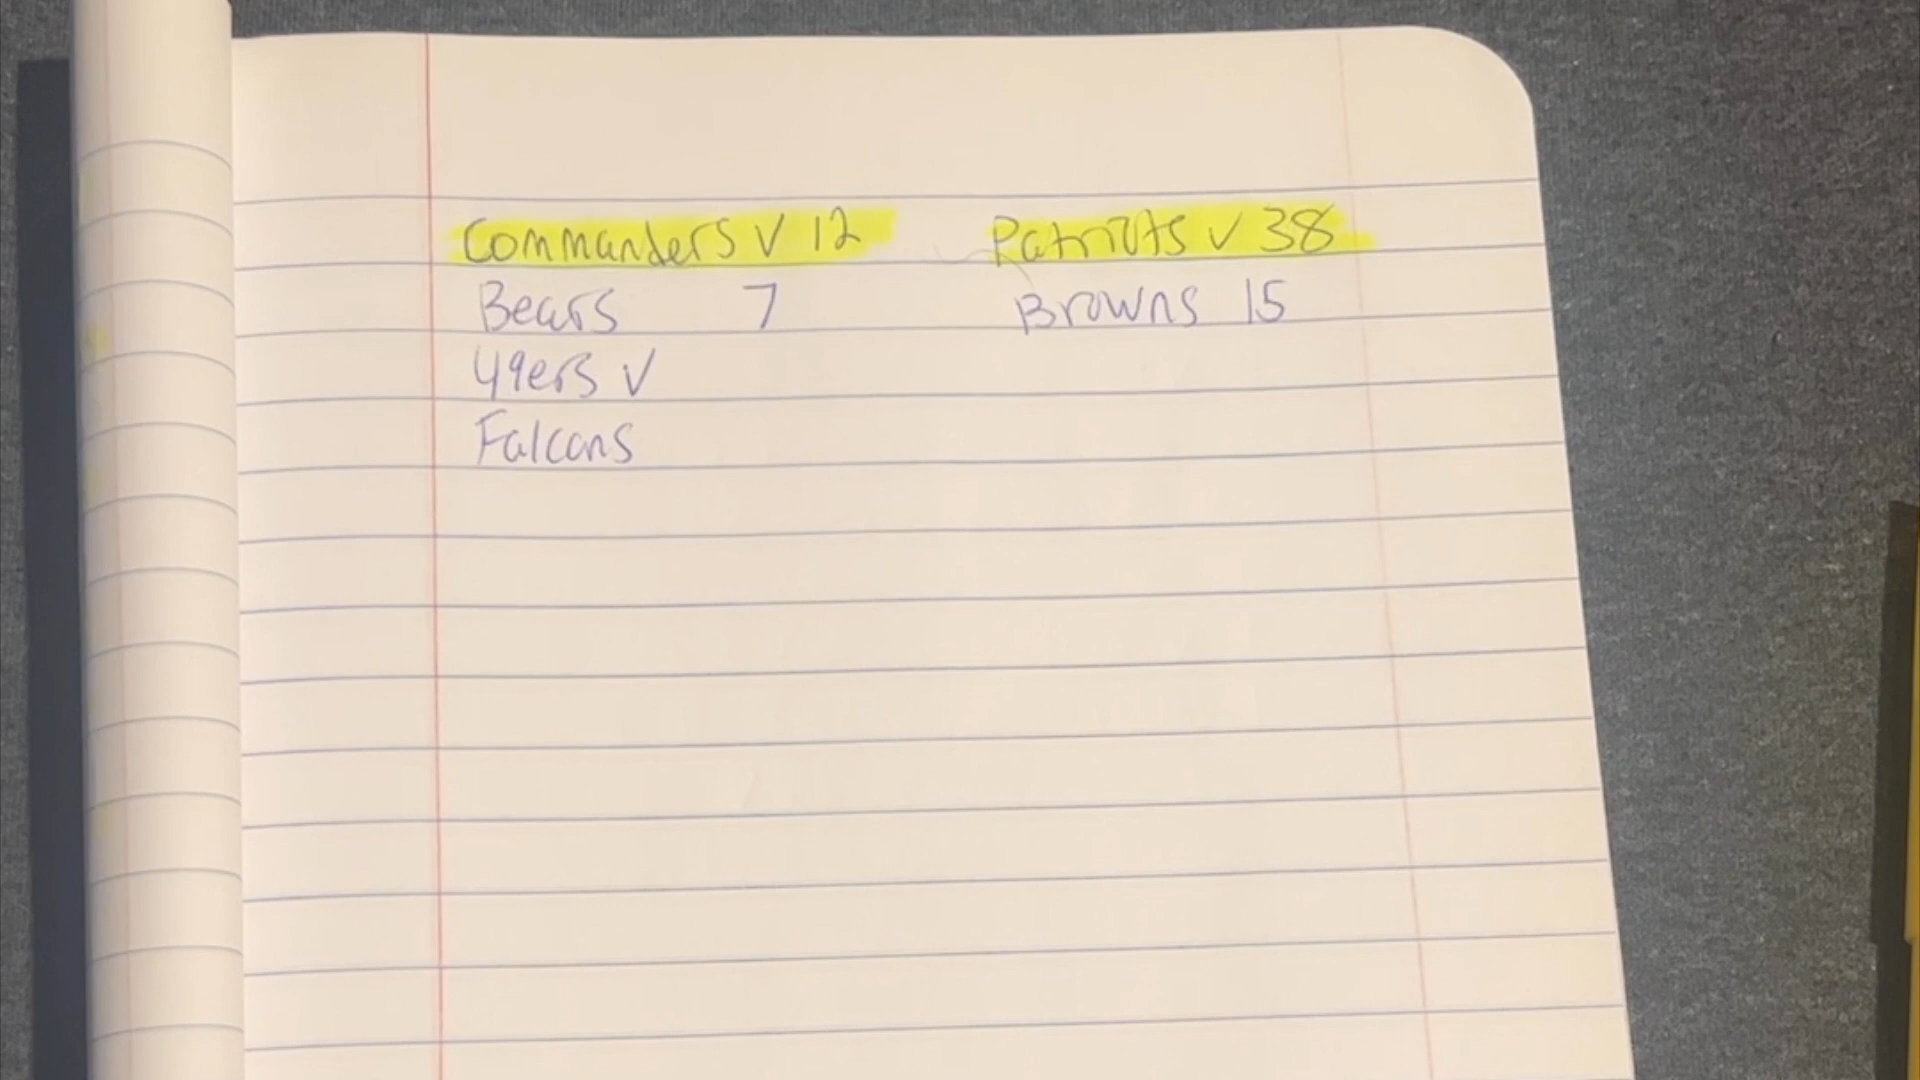 Commanders v 12 Patriots v 38
Bears 7 Browns 15
49ers v
Falcons